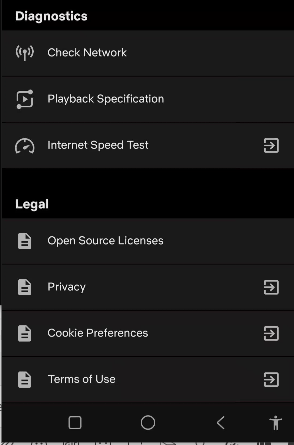 Diagnostics
Check Network
Playback Specification
Internet Speed Test
Legal
Open Source Licenses
Privacy
Cookie Preferences
Terms of Use